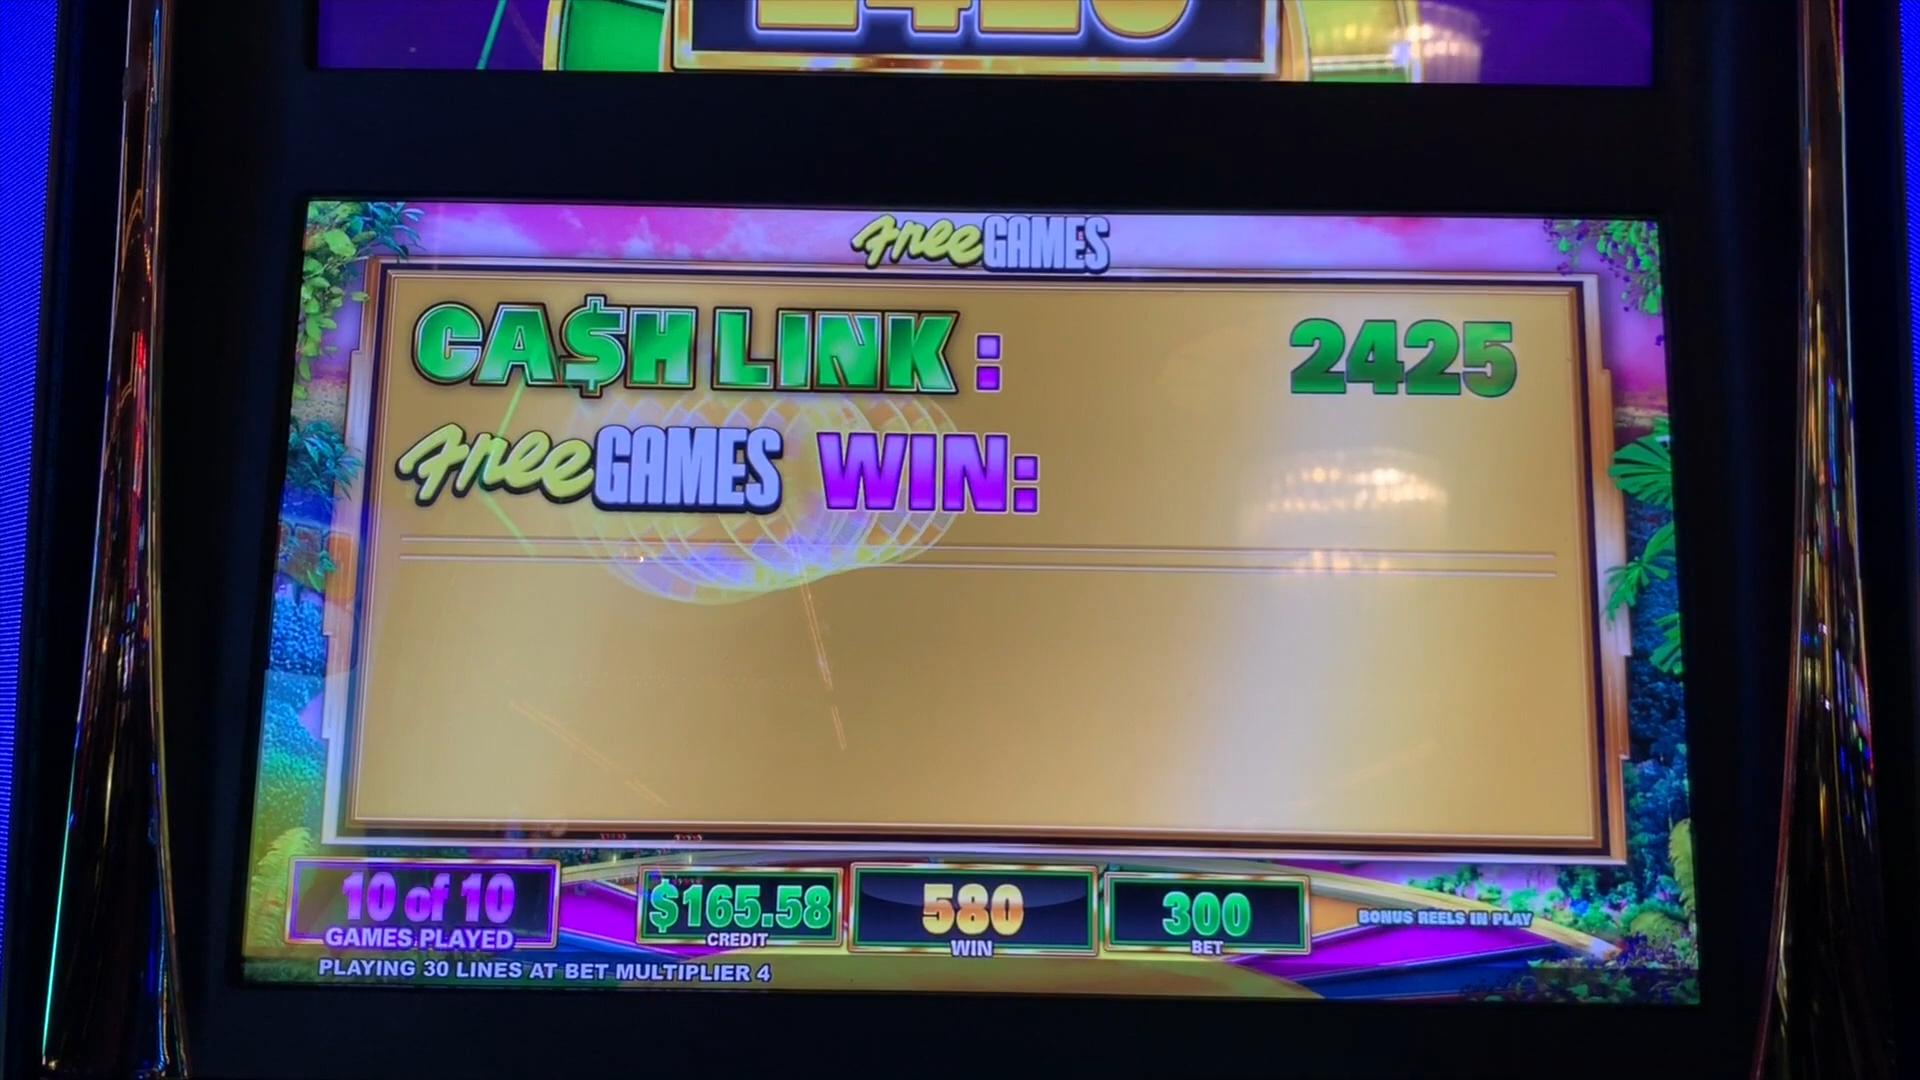 FreeGAMES
CA$H LINK : 2425
FreeGAMES WIN:
10 of 10
GAMES PLAYED
$165.58
CREDIT
580
WIN
300
BET
BONUS REELS IN PLAY
PLAYING 30 LINES AT BET MULTIPLIER 4